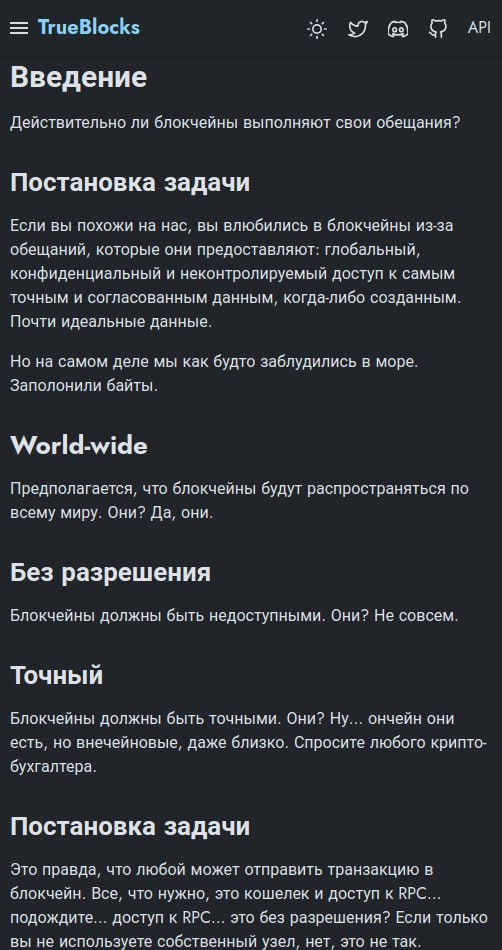 TrueBlocks
API
Введение
Действительно ли блокчейны выполняют свои обещания?
Постановка задачи
Если вы похожи на нас, вы влюбились в блокчейны из-за
обещаний, которые они предоставляют: глобальный,
конфиденциальный и неконтролируемый доступ к самым
точным и согласованным данным, когда-либо созданным.
Почти идеальные данные.
Но на самом деле мы как будто заблудились в море.
Заполонили байты.
World-wide
Предполагается, что блокчейны будут распространяться по
всему миру. Они? Да, они.
Без разрешения
Блокчейны должны быть недоступными. Они? Не совсем.
Точный
Блокчейны должны быть точными. Они? Ну... ончейн они
есть, но внечейновые, даже близко. Спросите любого крипто-
бухгалтера.
Постановка задачи
Это правда, что любой может отправить транзакцию в
блокчейн. Все, что нужно, это кошелек и доступ к RPC...
подождите... доступ к RPC... это без разрешения? Если только
вы не используете собственный узел, нет, это не так.